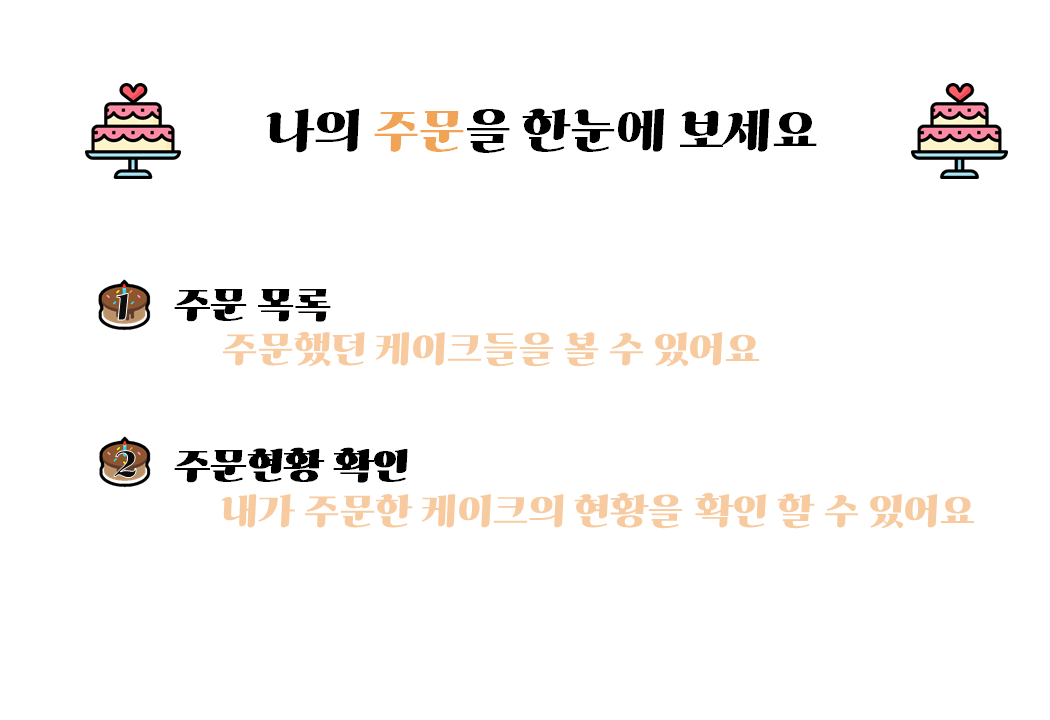 나의 주문을 한눈에 보세요
1 주문 목록
주문했던 케이크들을 볼 수 있어요
2 주문현황 확인
내가 주문한 케이크의 현황을 확인 할 수 있어요